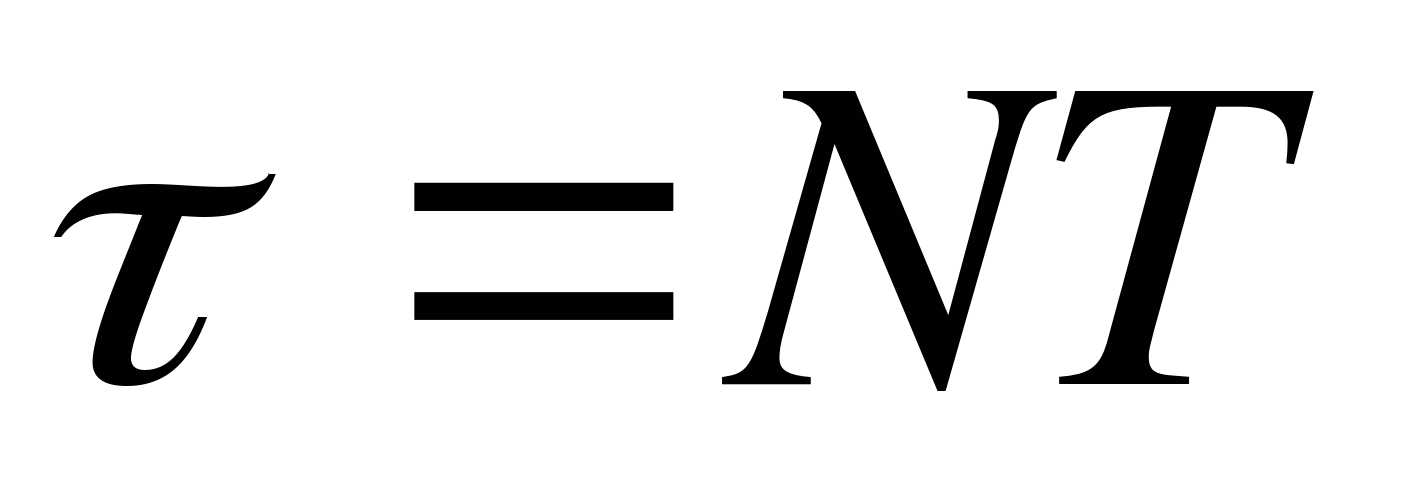 τ = NT